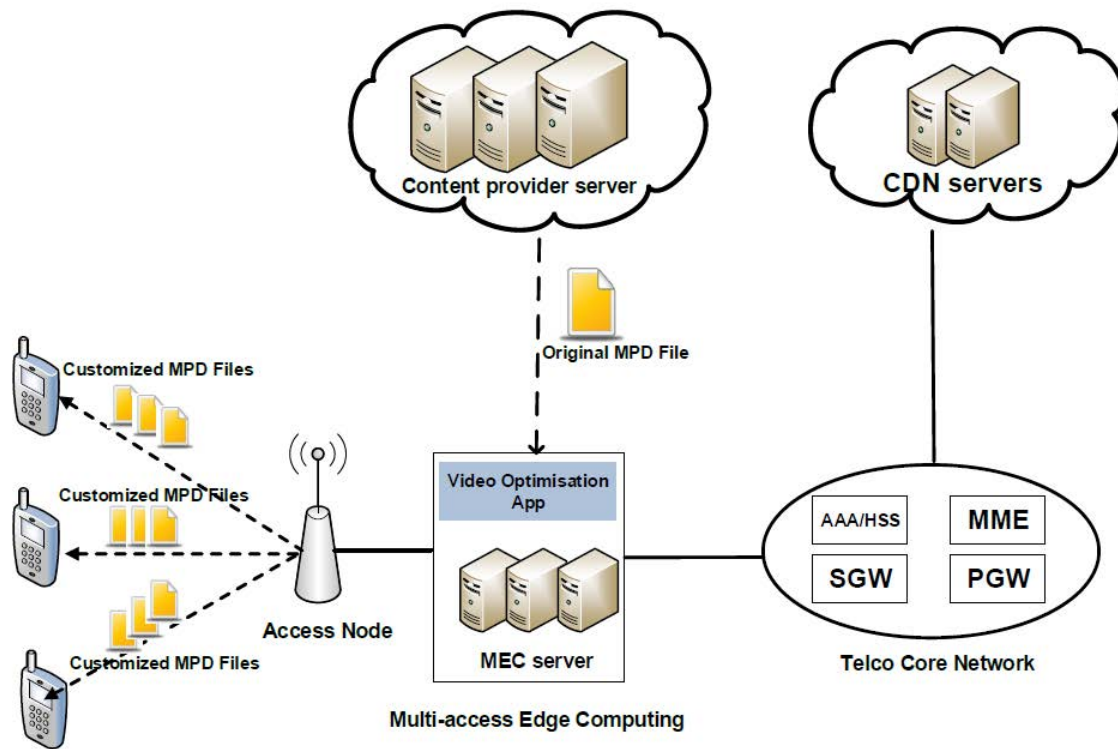 Content provider server
CDN servers
Original MPD File
Customized MPD Files
Customized MPD Files
Customized MPD Files
Access Node
Video Optimisation
App
MEC server
Multi-access Edge Computing
AAA/HSS
MME
SGW
PGW
Telco Core Network